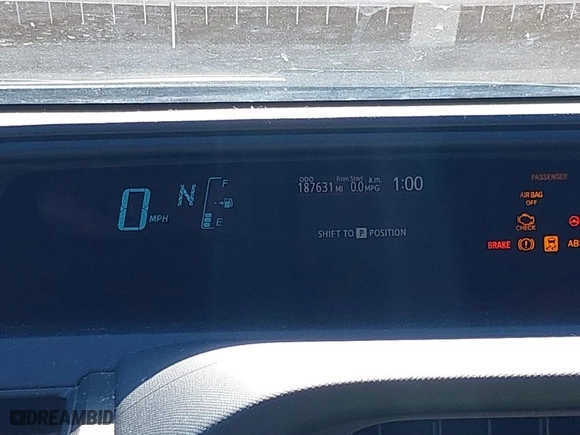 F
PASSENGER
ODO from Start a.m.
187631 MI 0.0 MPG 1:00
0 MPH N
AIR BAG
OFF
E
SHIFT TO P POSITION
CHECK
BRAKE
AB
DREAMBID